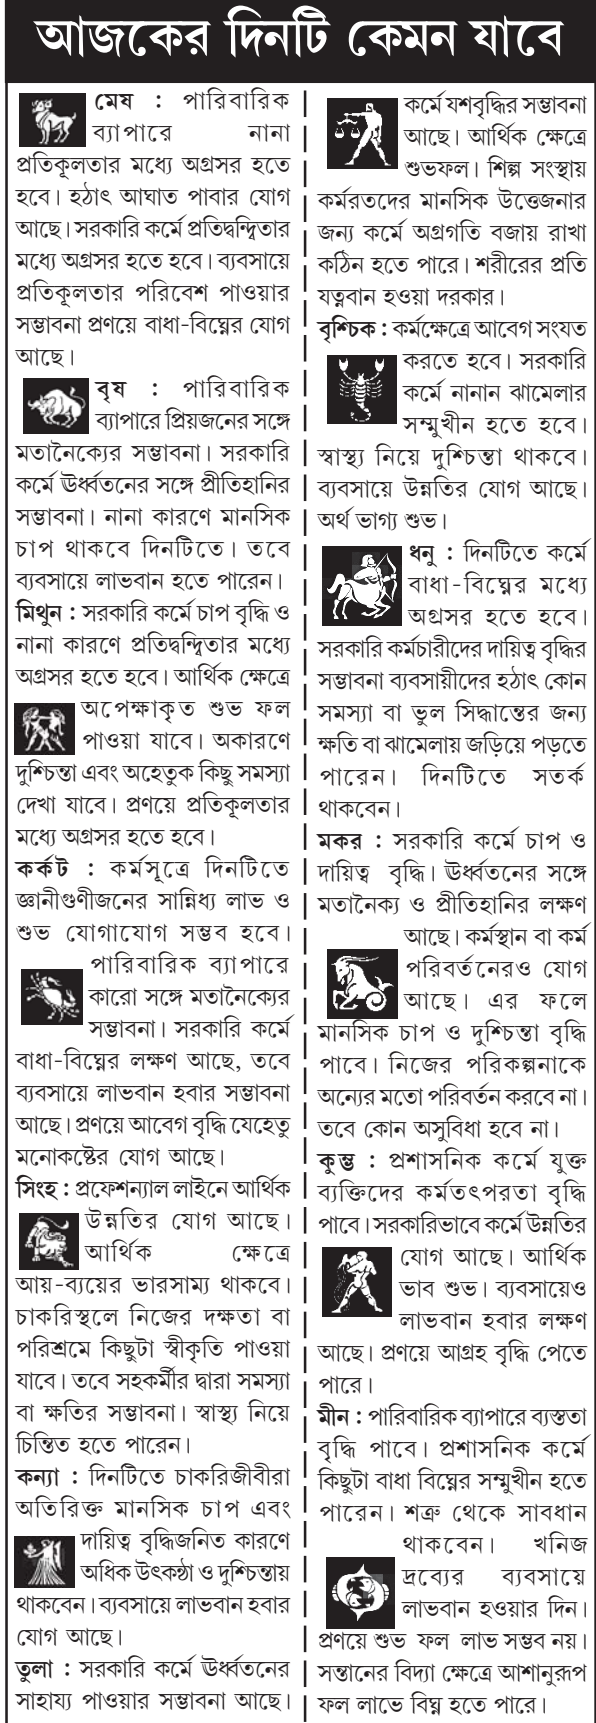 আজকের দিনটি কেমন যাবে
মেষ : পারিবারিক
ব্যাপারে নানা
প্রতিকূলতার মধ্যে অগ্রসর হতে
হবে। হঠাৎ আঘাত পাবার যোগ
আছে। সরকারি কর্মে প্রতিদ্বন্দ্বিতার
মধ্যে অগ্রসর হতে হবে। ব্যবসায়ে
প্রতিকূলতার পরিবেশ পাওয়ার
সম্ভাবনা প্রণয়ে বাধা-বিঘ্নের যোগ
আছে।
বৃষ : পারিবারিক
ব্যাপারে প্রিয়জনের সঙ্গে
মতানৈক্যের সম্ভাবনা। সরকারি
কর্মে ঊর্ধ্বতনের সঙ্গে প্রীতিহানির
সম্ভাবনা। নানা কারণে মানসিক
চাপ থাকবে দিনটিতে। তবে
ব্যবসায়ে লাভবান হতে পারেন।
মিথুন : সরকারি কর্মে চাপ বৃদ্ধি ও
নানা কারণে প্রতিদ্বন্দ্বিতার মধ্যে
অগ্রসর হতে হবে। আর্থিক ক্ষেত্রে
অপেক্ষাকৃত শুভ ফল
পাওয়া যাবে। অকারণে
দুশ্চিন্তা এবং অহেতুক কিছু সমস্যা
দেখা যাবে। প্রণয়ে প্রতিকূলতার
মধ্যে অগ্রসর হতে হবে।
কর্কট : কর্মসূত্রে দিনটিতে
জ্ঞানীগুণীজনের সান্নিধ্য লাভ ও
শুভ যোগাযোগ সম্ভব হবে।
পারিবারিক ব্যাপারে
কারো সঙ্গে মতানৈক্যের
সম্ভাবনা। সরকারি কর্মে
বাধা-বিঘ্নের লক্ষণ আছে, তবে
ব্যবসায়ে লাভবান হবার সম্ভাবনা
আছে। প্রণয়ে আবেগ বৃদ্ধি যেহেতু
মনোকষ্টের যোগ আছে।
সিংহ : প্রফেশন্যাল লাইনে আর্থিক
উন্নতির যোগ আছে।
আর্থিক ক্ষেত্রে
আয়-ব্যয়ের ভারসাম্য থাকবে।
চাকরিস্থলে নিজের দক্ষতা বা
পরিশ্রমে কিছুটা স্বীকৃতি পাওয়া
যাবে। তবে সহকর্মীর দ্বারা সমস্যা
বা ক্ষতির সম্ভাবনা। স্বাস্থ্য নিয়ে
চিন্তিত হতে পারেন।
কন্যা : দিনটিতে চাকরিজীবীরা
অতিরিক্ত মানসিক চাপ এবং
দায়িত্ব বৃদ্ধিজনিত কারণে
অধিক উৎকণ্ঠা ও দুশ্চিন্তায়
থাকবেন। ব্যবসায়ে লাভবান হবার
যোগ আছে।
তুলা : সরকারি কর্মে ঊর্ধ্বতনের
সাহায্য পাওয়ার সম্ভাবনা আছে।
কর্মে যশবৃদ্ধির সম্ভাবনা
আছে। আর্থিক ক্ষেত্রে
শুভফল। শিল্প সংস্থায়
কর্মরতদের মানসিক উত্তেজনার
জন্য কর্মে অগ্রগতি বজায় রাখা
কঠিন হতে পারে। শরীরের প্রতি
যত্নবান হওয়া দরকার।
বৃশ্চিক : কর্মক্ষেত্রে আবেগ সংযত
করতে হবে। সরকারি
কর্মে নানান ঝামেলার
সম্মুখীন হতে হবে।
স্বাস্থ্য নিয়ে দুশ্চিন্তা থাকবে।
ব্যবসায়ে উন্নতির যোগ আছে।
অর্থ ভাগ্য শুভ।
ধনু : দিনটিতে কর্মে
বাধা-বিঘ্নের মধ্যে
অগ্রসর হতে হবে।
সরকারি কর্মচারীদের দায়িত্ব বৃদ্ধির
সম্ভাবনা ব্যবসায়ীদের হঠাৎ কোন
সমস্যা বা ভুল সিদ্ধান্তের জন্য
ক্ষতি বা ঝামেলায় জড়িয়ে পড়তে
পারেন। দিনটিতে সতর্ক
থাকবেন।
মকর : সরকারি কর্মে চাপ ও
দায়িত্ব বৃদ্ধি। ঊর্ধ্বতনের সঙ্গে
মতানৈক্য ও প্রীতিহানির লক্ষণ
আছে। কর্মস্থান বা কর্ম
পরিবর্তনেরও যোগ
আছে। এর ফলে
মানসিক চাপ ও দুশ্চিন্তা বৃদ্ধি
পাবে। নিজের পরিকল্পনাকে
অন্যের মতো পরিবর্তন করবে না।
তবে কোন অসুবিধা হবে না।
কুম্ভ : প্রশাসনিক কর্মে যুক্ত
ব্যক্তিদের কর্মতৎপরতা বৃদ্ধি
পাবে। সরকারিভাবে কর্মে উন্নতির
যোগ আছে। আর্থিক
ভাব শুভ। ব্যবসায়েও
লাভবান হবার লক্ষণ
আছে। প্রণয়ে আগ্রহ বৃদ্ধি পেতে
পারে।
মীন : পারিবারিক ব্যাপারে ব্যস্ততা
বৃদ্ধি পাবে। প্রশাসনিক কর্মে
কিছুটা বাধা বিঘ্নের সম্মুখীন হতে
পারেন। শত্রু থেকে সাবধান
থাকবেন। খনিজ
দ্রব্যের ব্যবসায়ে
লাভবান হওয়ার দিন।
প্রণয়ে শুভ ফল লাভ সম্ভব নয়।
সন্তানের বিদ্যা ক্ষেত্রে আশানুরূপ
ফল লাভে বিঘ্ন হতে পারে।